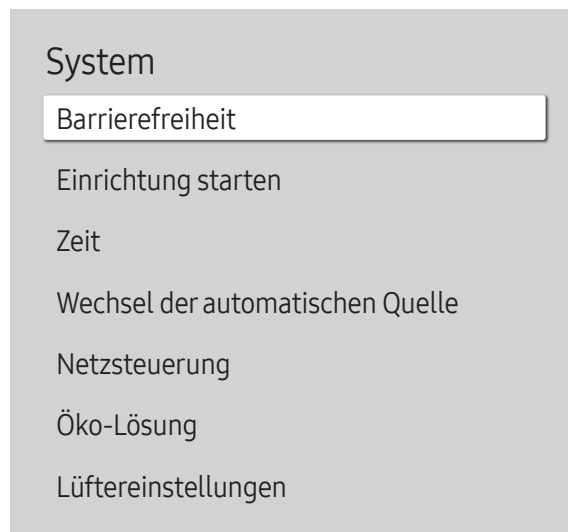 System
Barrierefreiheit
Einrichtung starten
Zeit
Wechsel der automatischen Quelle
Netzsteuerung
Öko-Lösung
Lüftereinstellungen